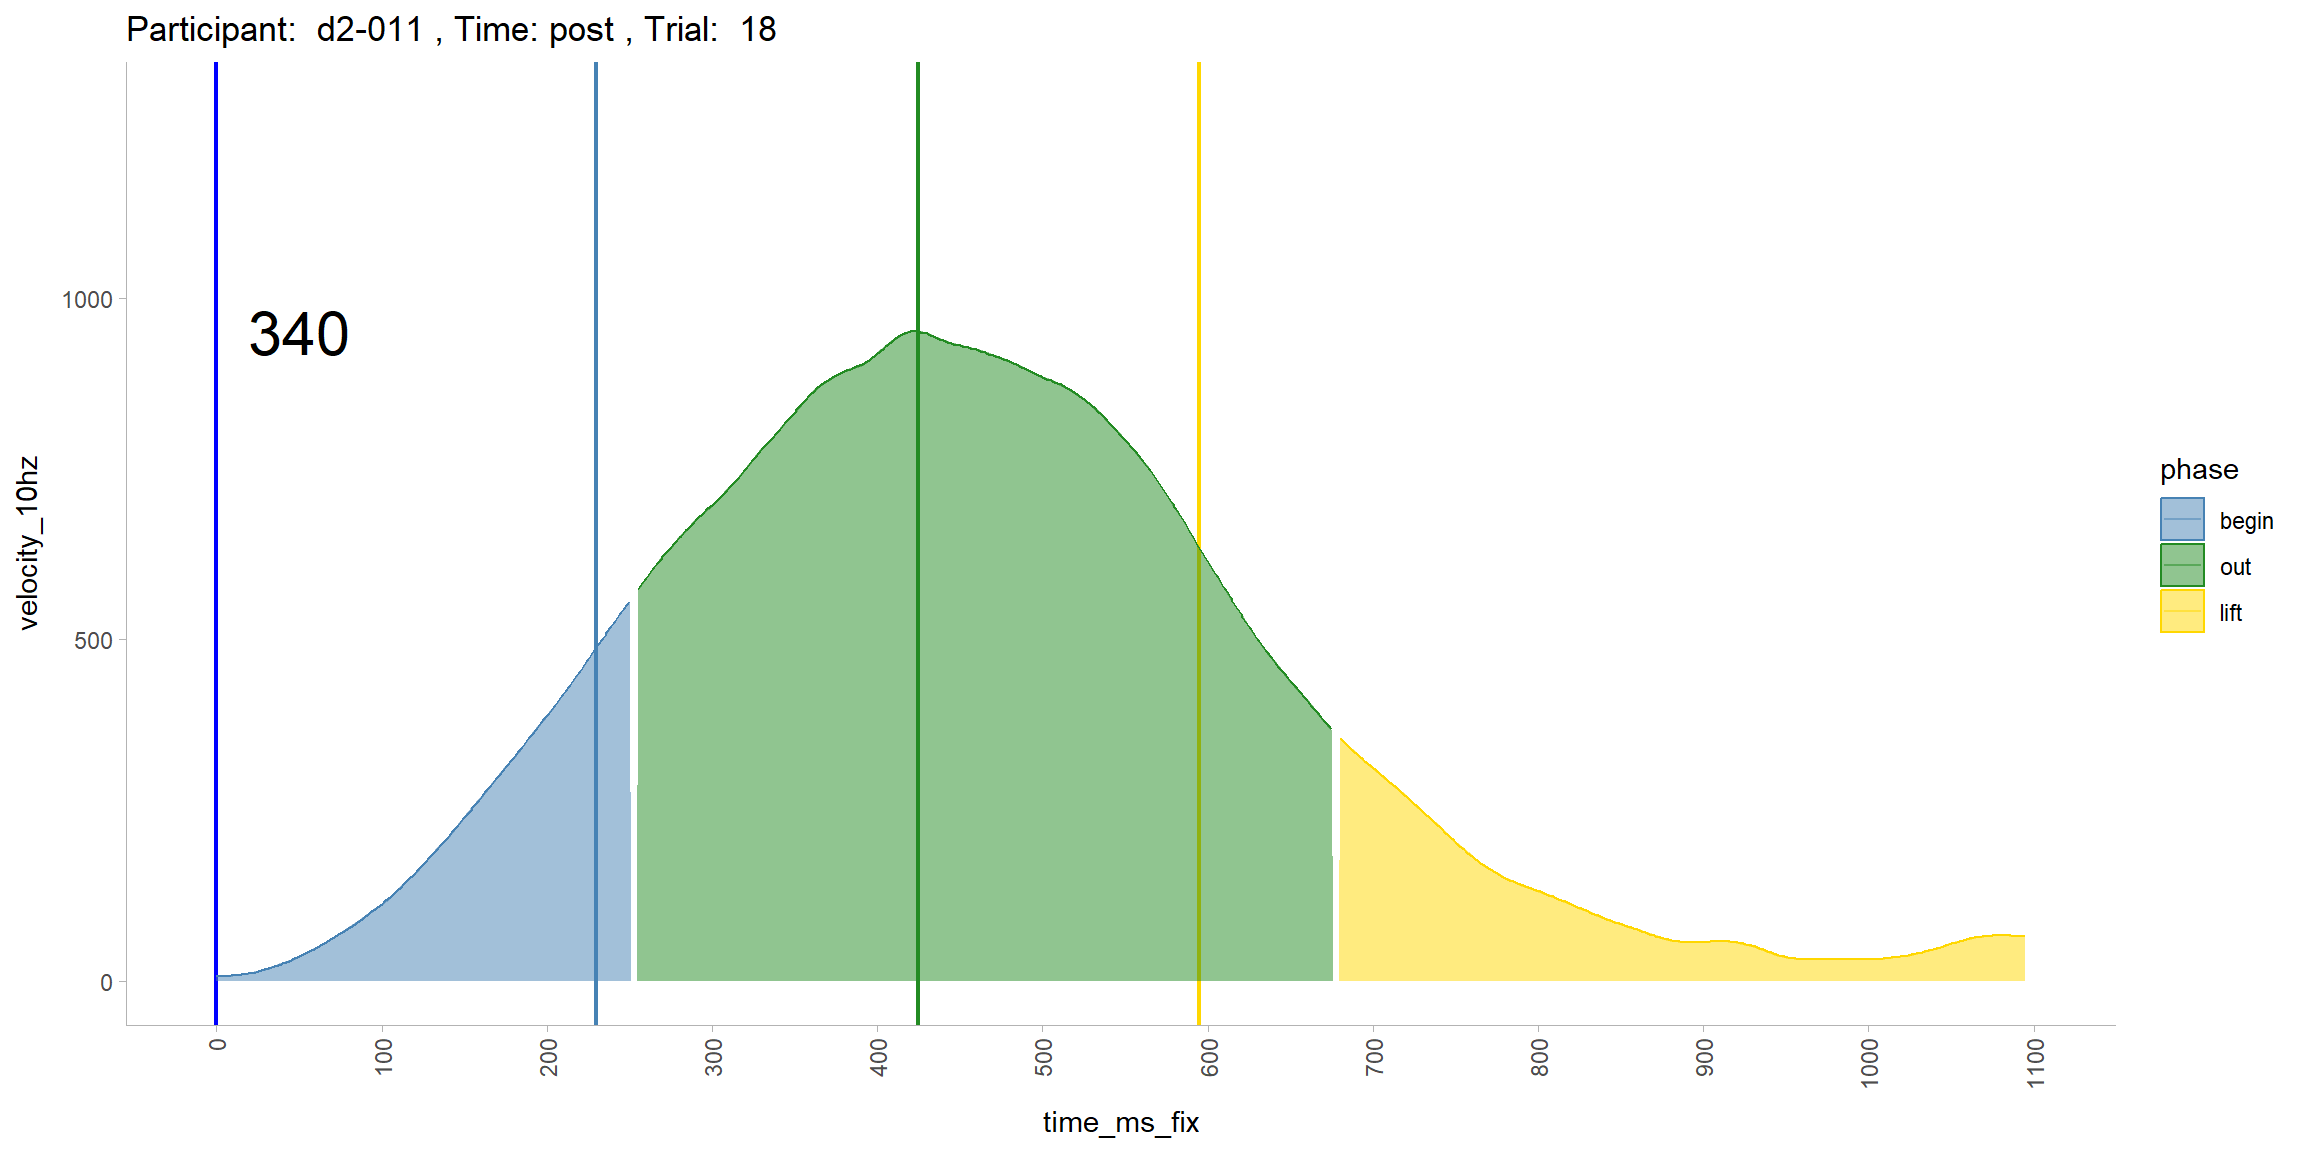 Participant:  d2-011 , Time: post , Trial:  18
340
velocity_10hz
1000
500
0
0
100
200
300
400
500
600
700
800
900
1000
1100
time_ms_fix
phase
begin
out
lift